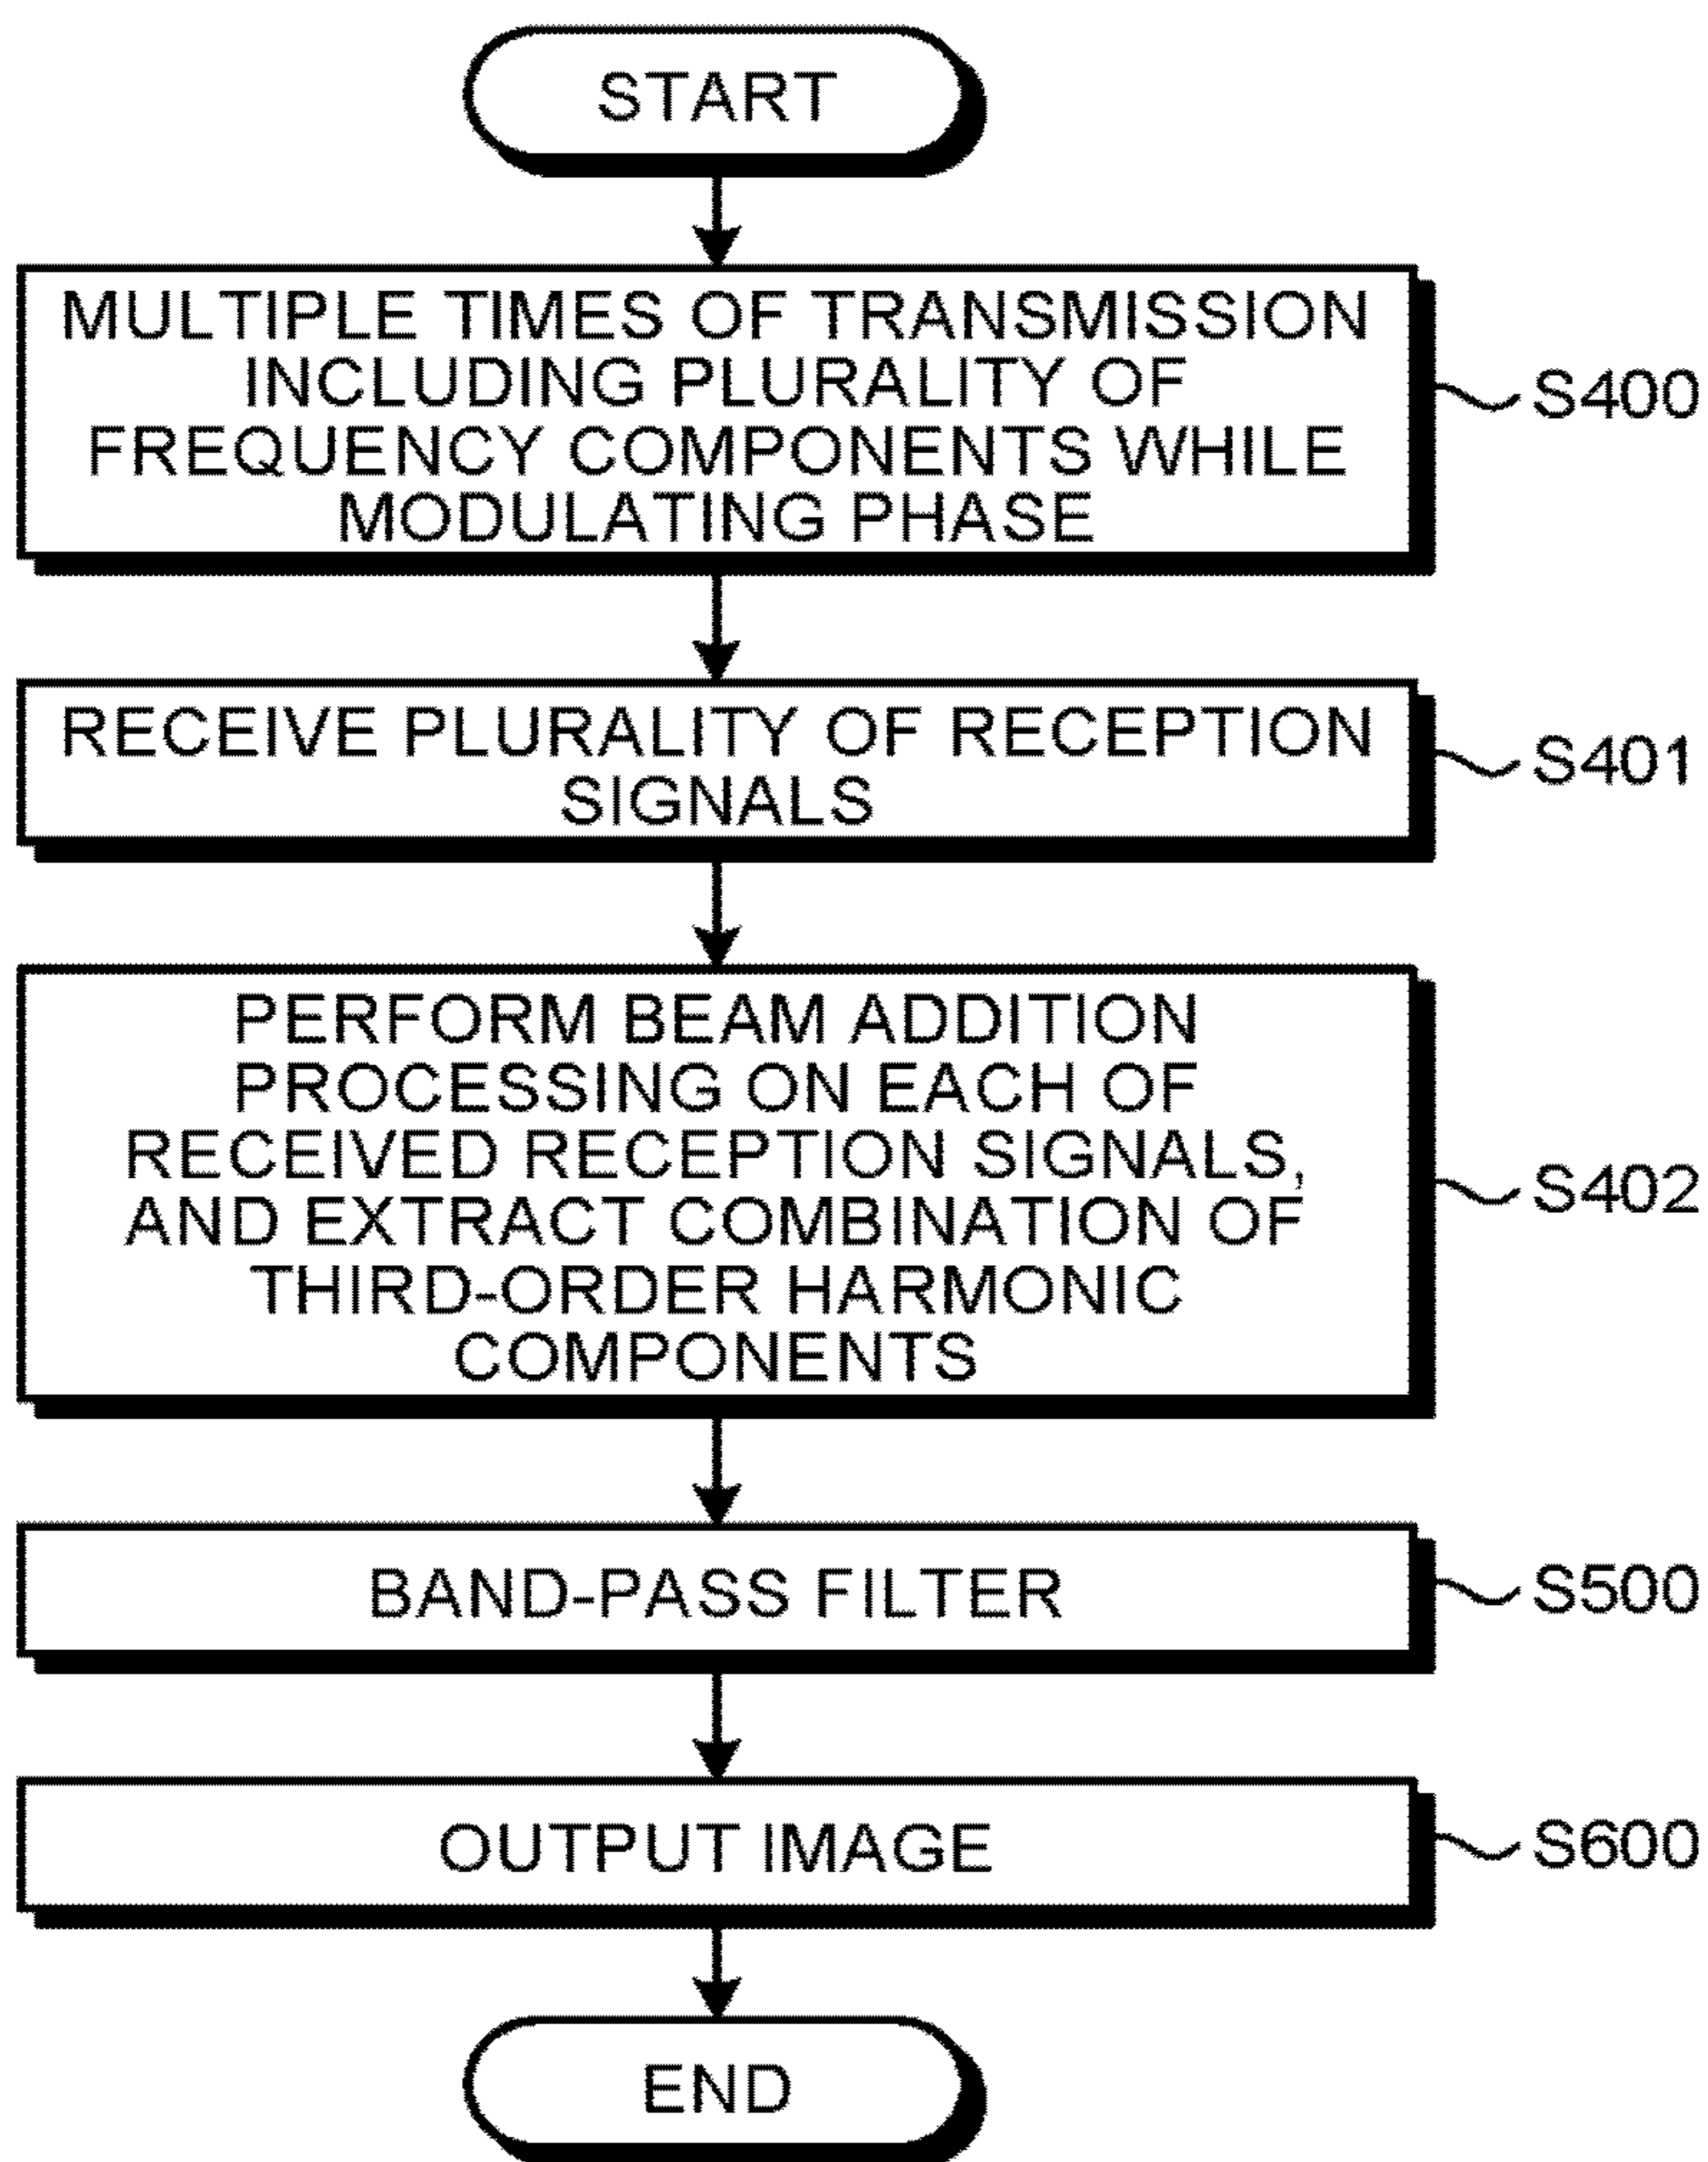 START
MULTIPLE TIMES OF TRANSMISSION
INCLUDING PLURALITY OF
FREQUENCY COMPONENTS WHILE
MODULATING PHASE
S400
RECEIVE PLURALITY OF RECEPTION
SIGNALS
S401
PERFORM BEAM ADDITION
PROCESSING ON EACH OF
RECEIVED RECEPTION SIGNALS,
AND EXTRACT COMBINATION OF
THIRD-ORDER HARMONIC
COMPONENTS
S402
BAND-PASS FILTER
S500
OUTPUT IMAGE
S600
END